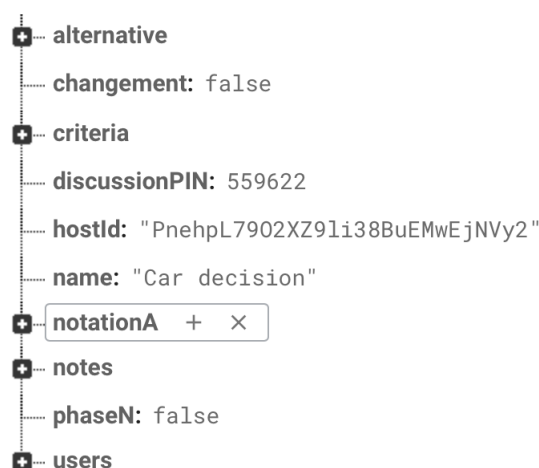 alternative
changement: false
criteria
discussionPIN: 559622
hostId: "PnehpL79O2XZ9li38BuEMwEjNVy2"
name: "Car decision"
notationA + ×
notes
phaseN: false
users